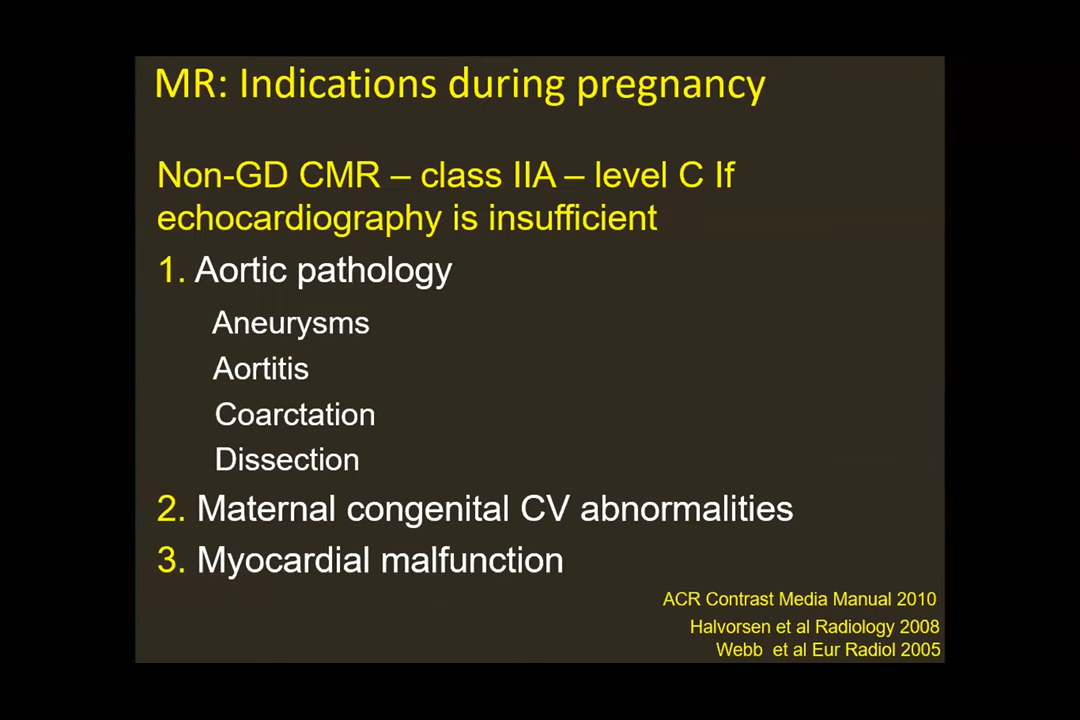 MR: Indications during pregnancy
Non-GD CMR – class IIA – level C If
echocardiography is insufficient
1. Aortic pathology
Aneurysms
Aortitis
Coarctation
Dissection
2. Maternal congenital CV abnormalities
3. Myocardial malfunction
ACR Contrast Media Manual 2010
Halvorsen et al Radiology 2008
Webb et al Eur Radiol 2005